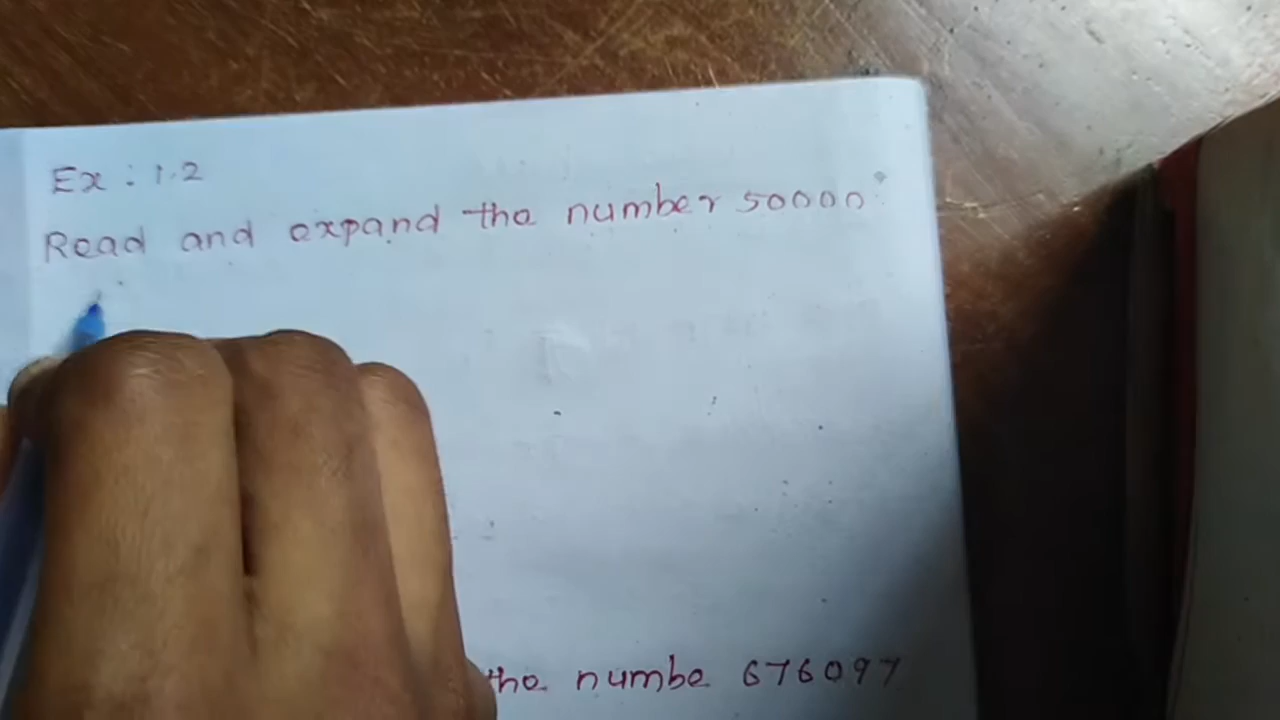 Ex : 1.2
Read and expand the number 50000
the numbe 676097